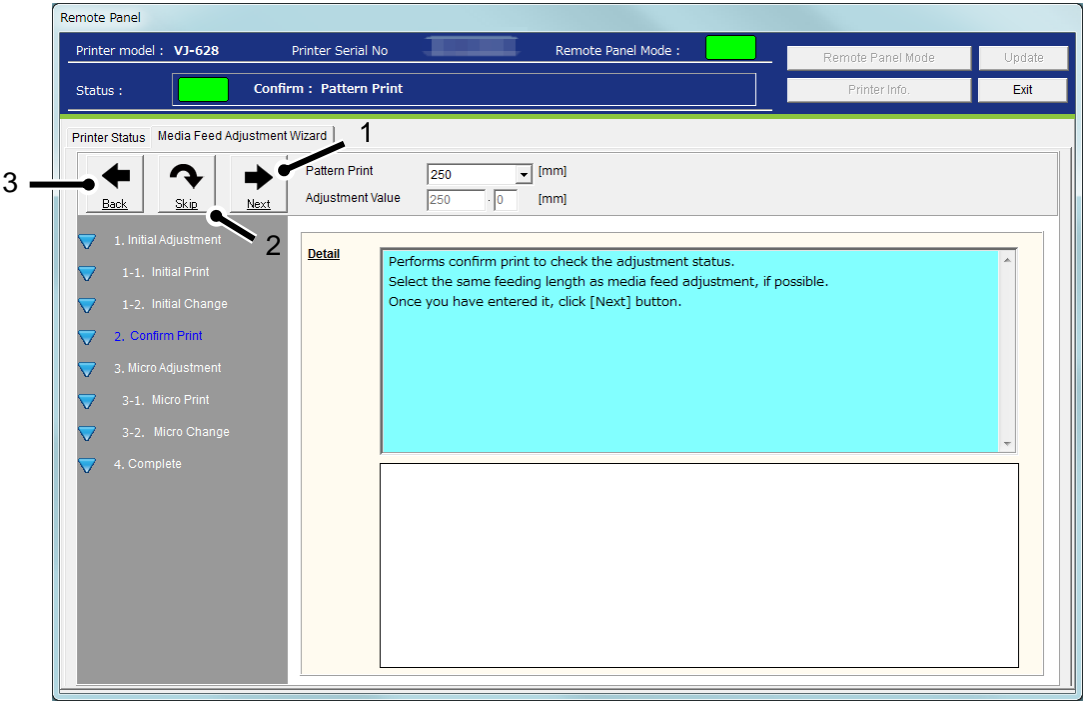 Remote Panel
Printer model : VJ-628 Printer Serial No Remote Panel Mode :
Remote Panel Mode Update
Status : Confirm : Pattern Print
Printer Info. Exit
Printer Status Media Feed Adjustment Wizard
1
3
Back Skip Next
2
Pattern Print 250 [mm]
Adjustment Value 250 . 0 [mm]
1. Initial Adjustment
1-1. Initial Print
1-2. Initial Change
2. Confirm Print
3. Micro Adjustment
3-1. Micro Print
3-2. Micro Change
4. Complete
Detail
Performs confirm print to check the adjustment status.
Select the same feeding length as media feed adjustment, if possible.
Once you have entered it, click [Next] button.